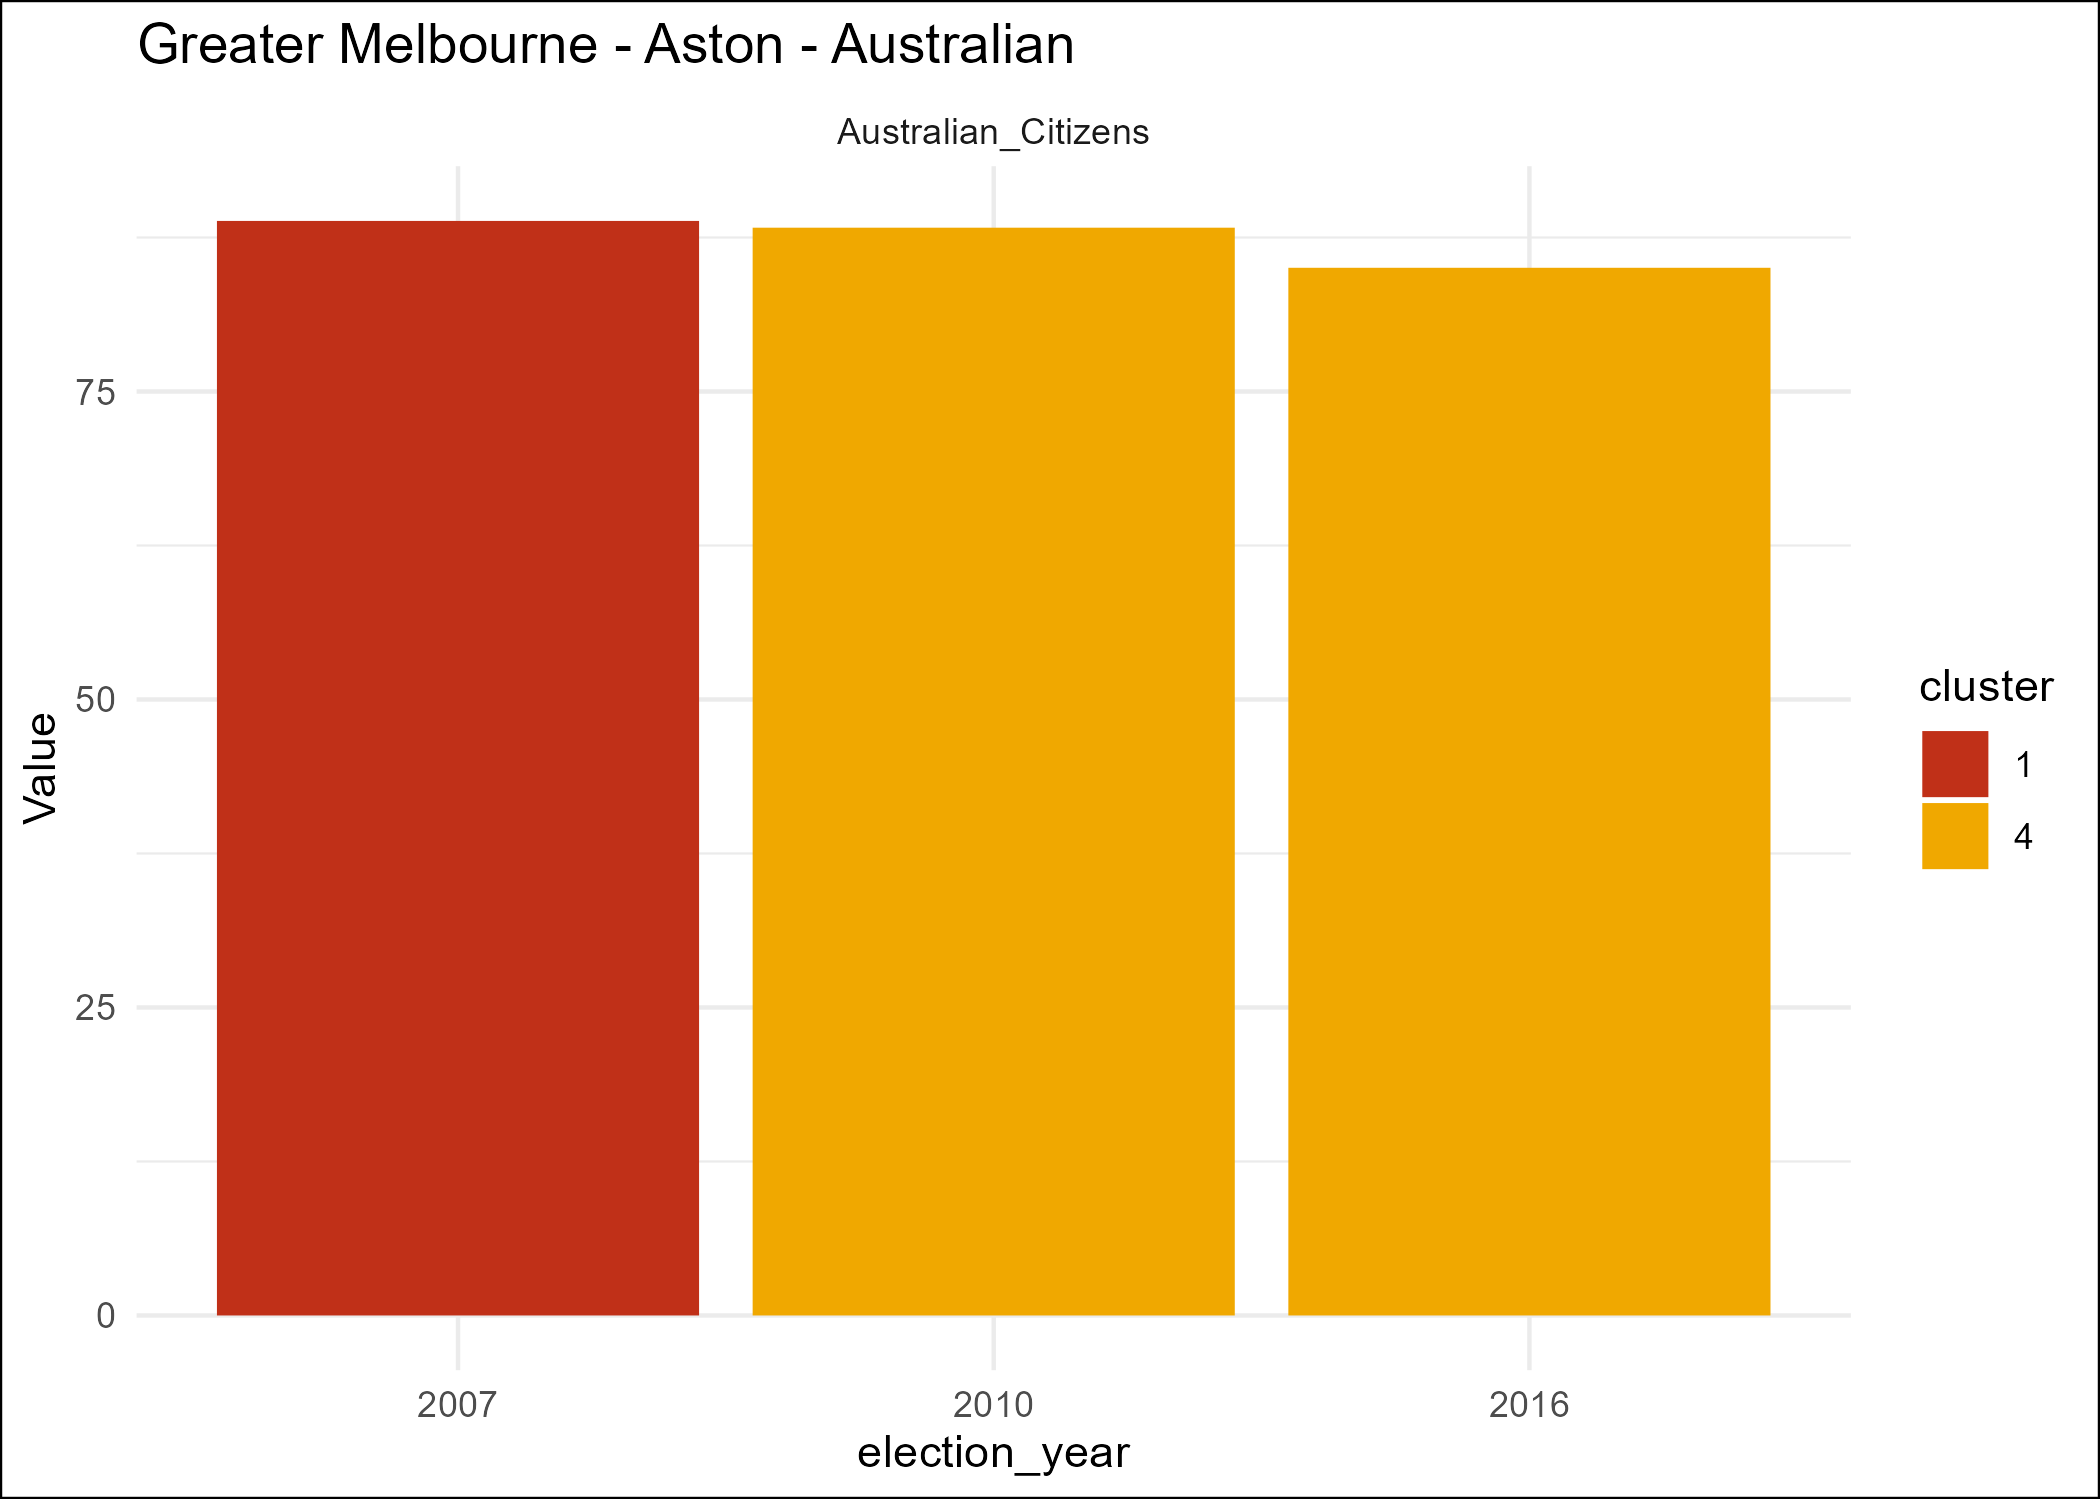 Greater Melbourne - Aston - Australian
Australian_Citizens
75
50
25
0
Value
2007 2010 2016
election_year
cluster
1
4